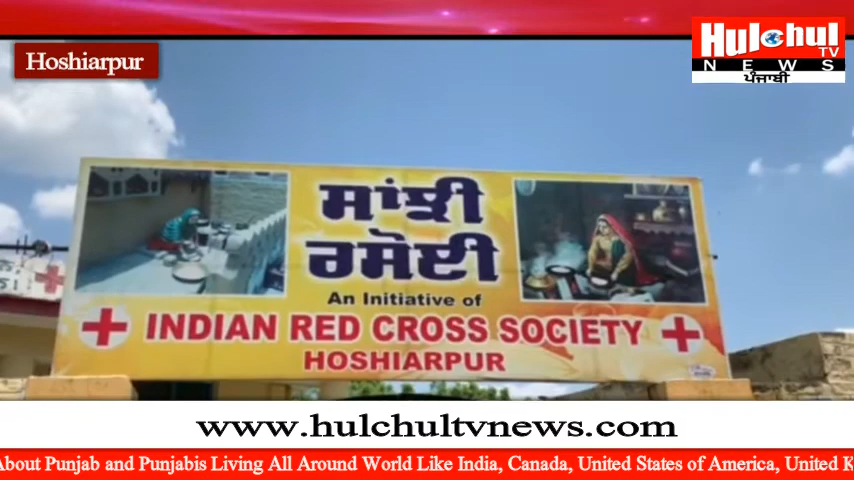 Hoshiarpur
Hulchul
TV
NEWS
ਪੰਜਾਬੀ
ਸਾਂਝੀ
ਰਸੋਈ
An Initiative of
INDIAN RED CROSS SOCIETY
HOSHIARPUR
www.hulchultvnews.com
About Punjab and Punjabis Living All Around World Like India, Canada, United States of America, United K